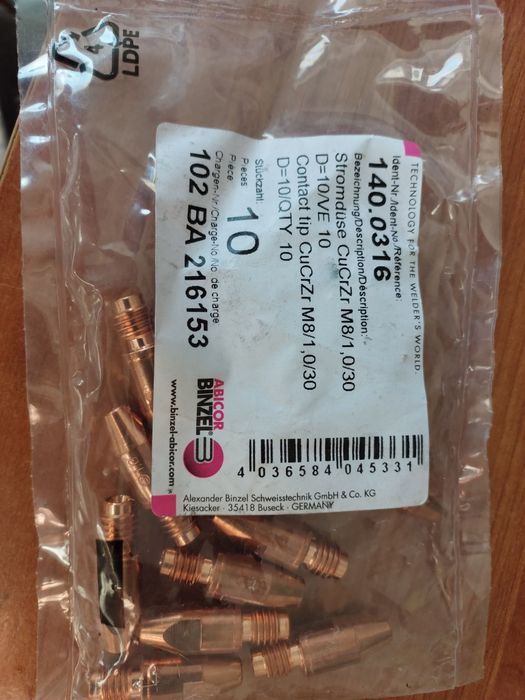 4
LDPE
TECHNOLOGY FOR THE WELDER'S WORLD.
Ident-Nr./Ident-No./Référence:
140.0316
Bezeichnung/Description/Déscription:
Stromdüse CuCrZr M8/1,0/30
D=10/VE 10
Contact tip CuCrZr M8/1,0/30
D=10/QTY 10
Stückzahl:
Pieces
Pièce
10
Chargen-Nr./Charge-No./No. de charge
102 BA 216153
ABICOR
BINZEL
www.binzel-abicor.com
4 036584 045331
Alexander Binzel Schweisstechnik GmbH & Co. KG
Kiesacker · 35418 Buseck · GERMANY